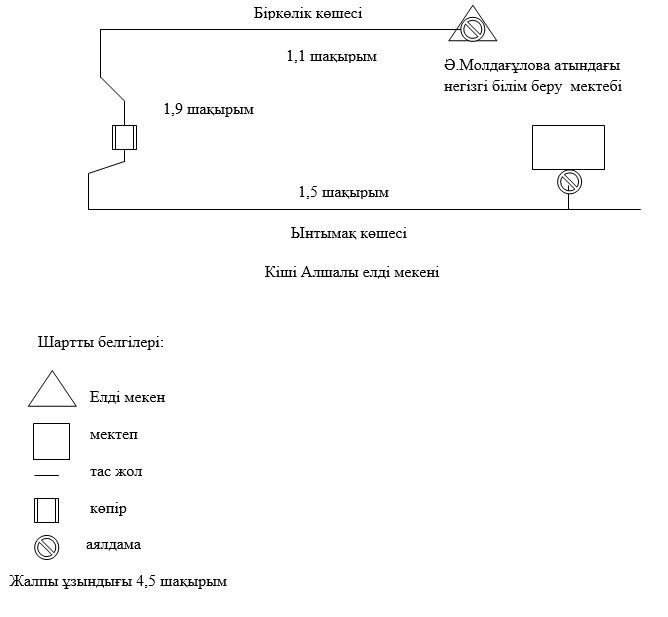 Біркөлік көшесі
1,1 шақырым
Ә.Молдағұлова атындағы
негізгі білім беру мектебі
1,9 шақырым
1,5 шақырым
Ынтымақ көшесі
Кіші Алшалы елді мекені
Шартты белгілері:
Елді мекен
мектеп
тас жол
көпір
аялдама
Жалпы ұзындығы 4,5 шақырым